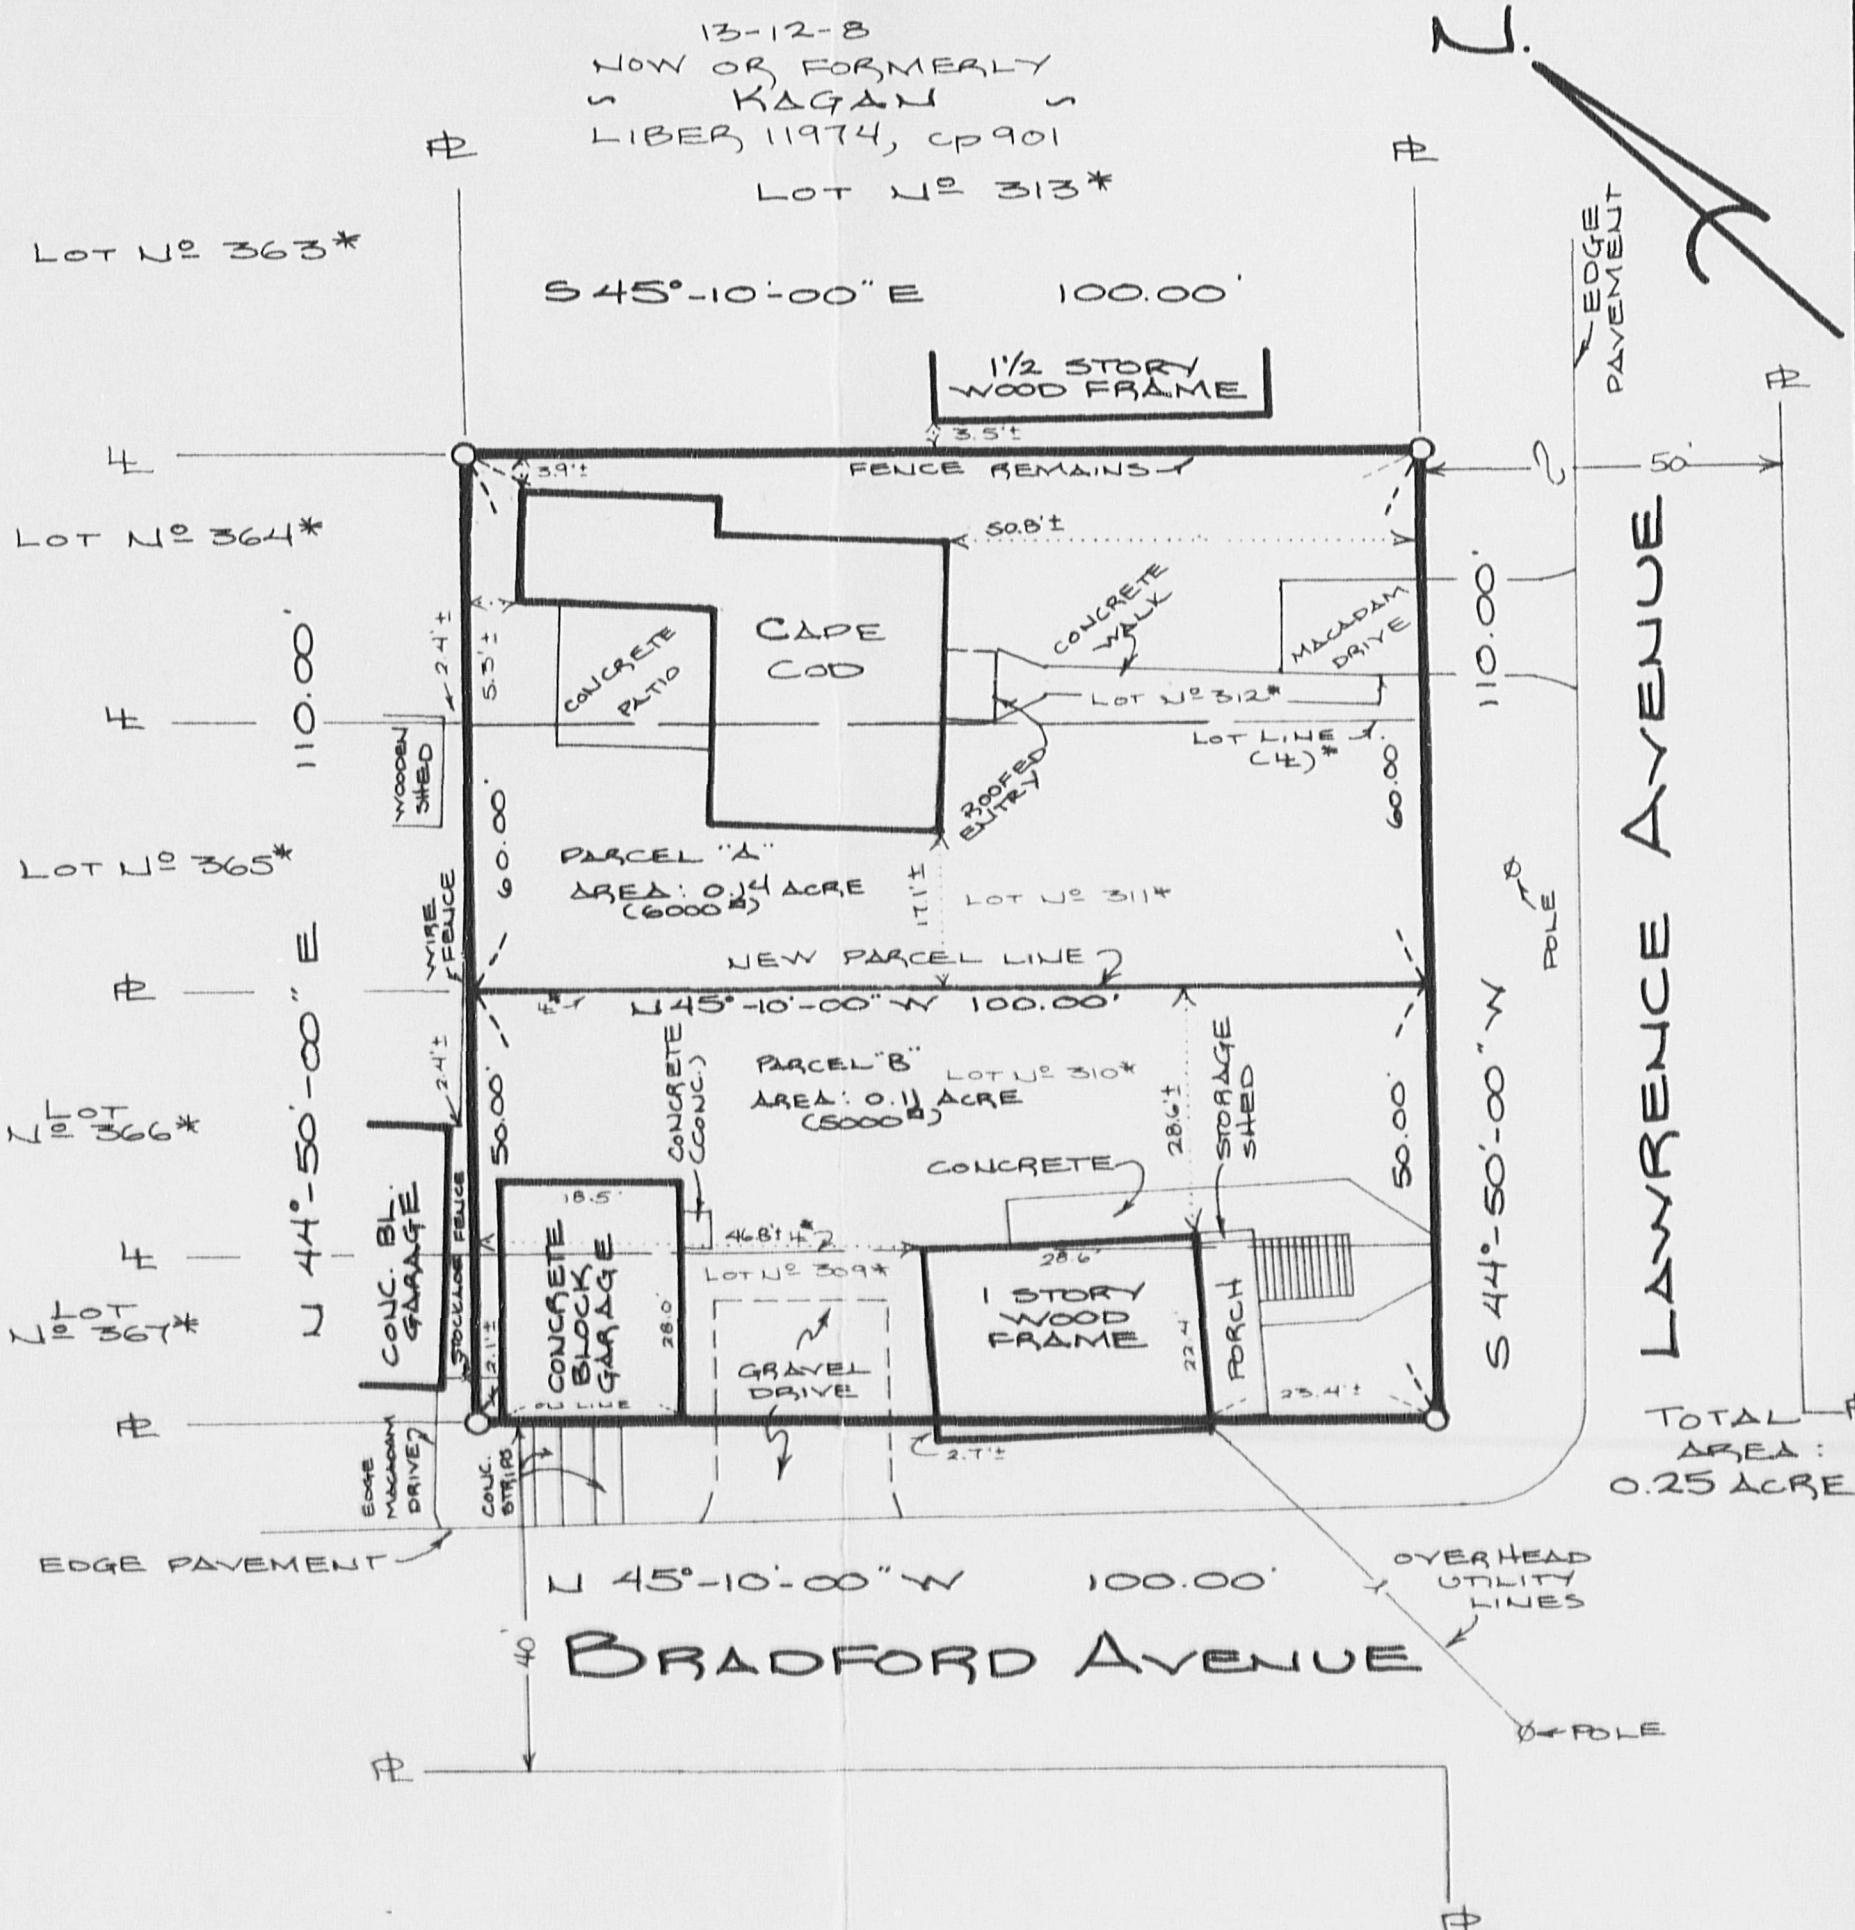 13-12-8
NOW OR FORMERLY
~ KAGAN ~
LIBER 11974, cp 901
LOT Nº 313*
N.
LOT Nº 363*
S 45°-10'-00" E 100.00'
EDGE
PAVEMENT
1½ STORY
WOOD FRAME
3.5'±
3.9'±
FENCE REMAINS
50'
LOT Nº 364*
50.8'±
CAPE
COD
CONCRETE
WALK
MACADAM
DRIVE
110.00'
110.00'
2.4'±
5.3'±
CONCRETE
PATIO
LOT Nº 312*
LOT LINE
(LL)*
WOODEN
SHED
ROOFED
ENTRY
60.00'
60.00
LAWRENCE AVENUE
LOT Nº 365*
PARCEL "A"
AREA: 0.14 ACRE
(6000 □)
17.1'±
LOT Nº 311*
POLE
WIRE
FENCE
NEW PARCEL LINE
N 45°-10'-00" W 100.00'
N 44°-50'-00" E
S 44°-50'-00" W
2.4'±
50.00'
50.00'
CONCRETE
(CONC.)
PARCEL "B"
LOT Nº 310*
AREA: 0.11 ACRE
(5000 □)
28.6'±
STORAGE
SHED
LOT
Nº 366*
CONCRETE
CONC. BL.
GARAGE
STOCKADE FENCE
18.5'
CONCRETE
BLOCK
GARAGE
28.0'
2.1'±
46.8'±
LOT Nº 309*
28.6'
1 STORY
WOOD
FRAME
22.4'
PORCH
LOT
Nº 367*
GRAVEL
DRIVE
ON LINE
23.4'±
2.7'±
TOTAL
AREA:
0.25 ACRE
EDGE
MACADAM
DRIVE
CONC.
STRIPS
EDGE PAVEMENT
N 45°-10'-00" W 100.00'
OVERHEAD
UTILITY
LINES
40'
BRADFORD AVENUE
POLE